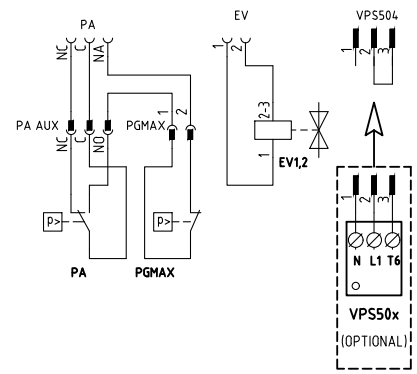 PA
NC
C
NA
EV
1
2
VPS504
1
2
3
1
2
PA AUX
PGMAX
NC
C
NO
2-3
1
EV1,2
P>
P>
PA
PGMAX
1
2
3
N L1 T6
VPS50x
(OPTIONAL)